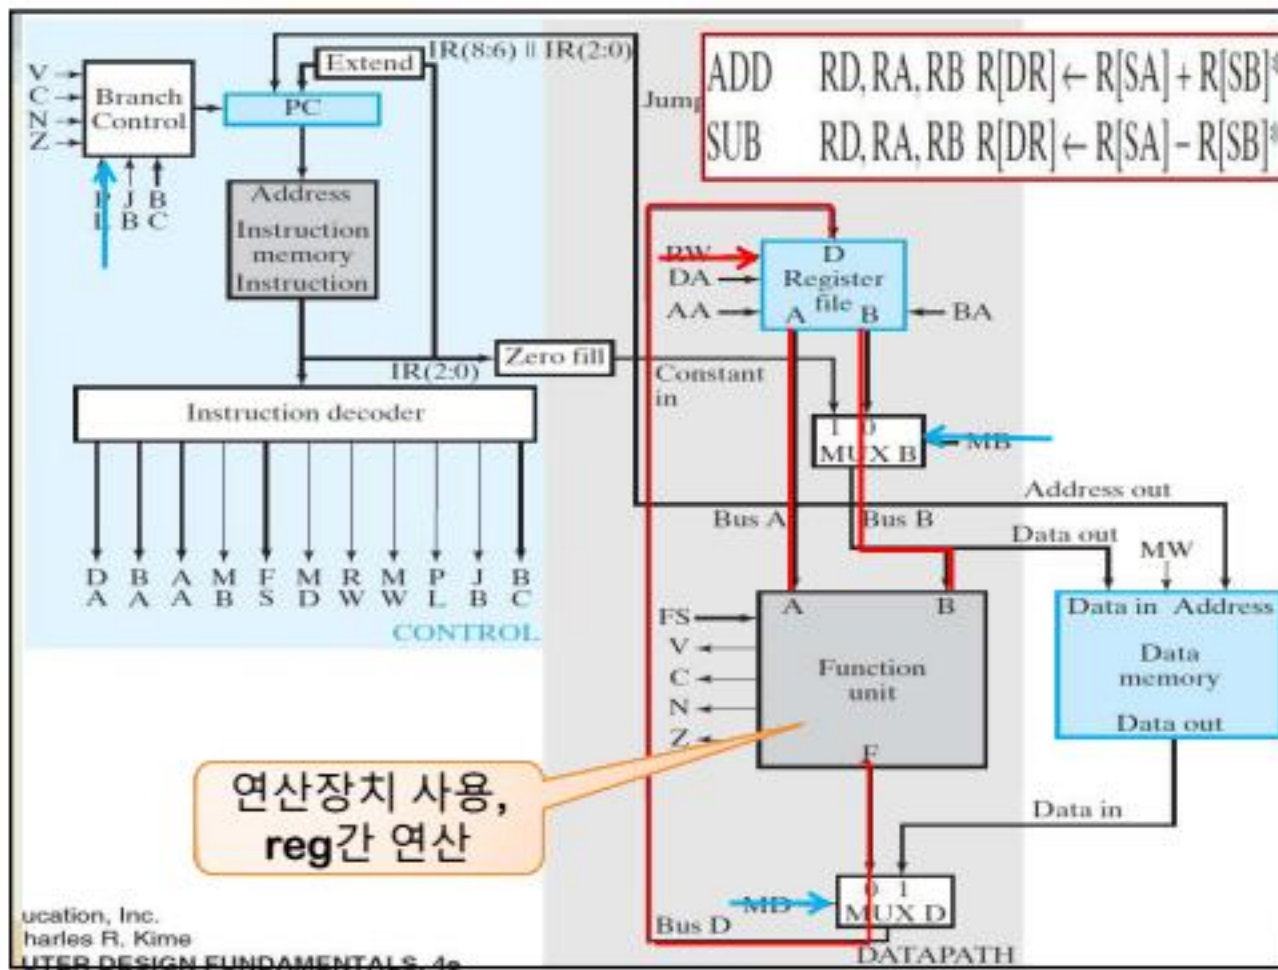 IR(8:6) || IR(2:0)
Extend
V
C
N
Z
Branch
Control
PC
P J B
L B C
Address
Instruction
memory
Instruction
Jump
ADD RD, RA, RB R[DR] ← R[SA] + R[SB]*
SUB RD, RA, RB R[DR] ← R[SA] − R[SB]*
RW
DA
AA
D
Register
file
A B
BA
IR(2:0)
Zero fill
Constant
in
Instruction decoder
1 0
MUX B
MB
Address out
Bus A
Bus B
Data out
MW
D B A M F M R M P J B
A A A B S D W W L B C
CONTROL
FS
V
C
N
Z
A B
Function
unit
F
Data in Address
Data
memory
Data out
연산장치 사용,
reg간 연산
Data in
MD
0 1
MUX D
Bus D
DATAPATH
ucation, Inc.
harles R. Kime
UTER DESIGN FUNDAMENTALS, 4e